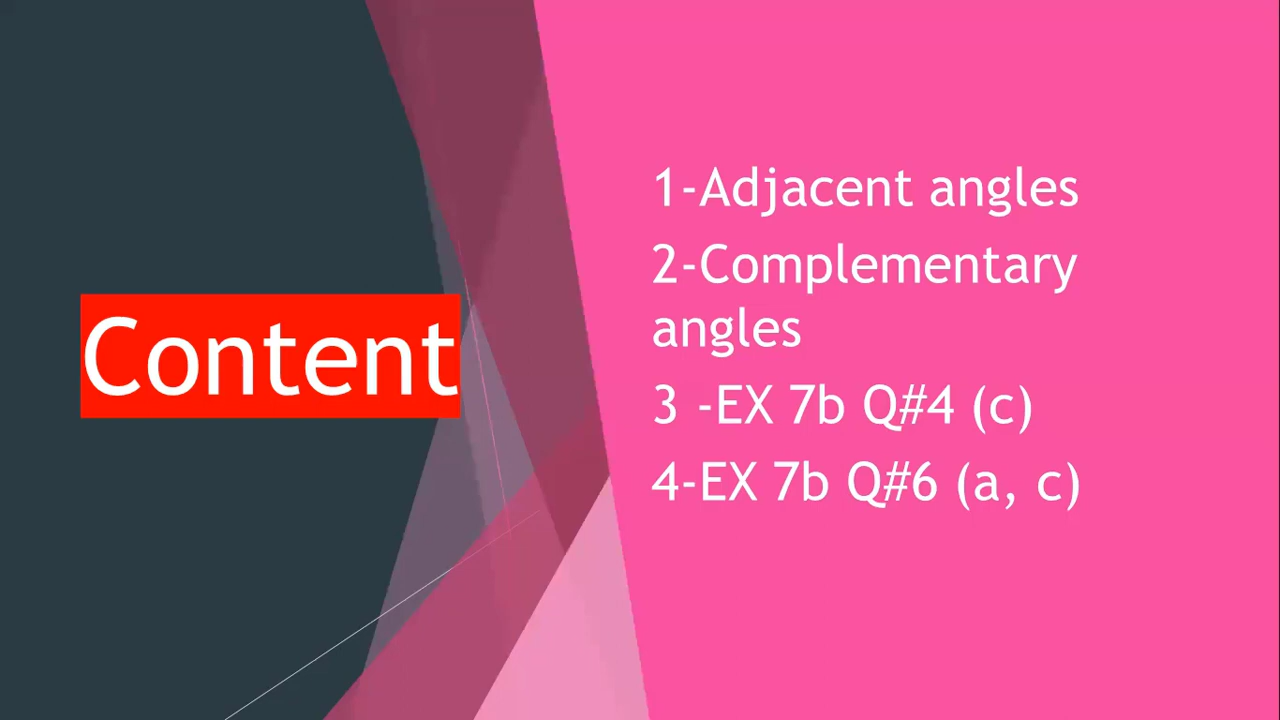 Content
1-Adjacent angles
2-Complementary
angles
3 -EX 7b Q#4 (c)
4-EX 7b Q#6 (a, c)